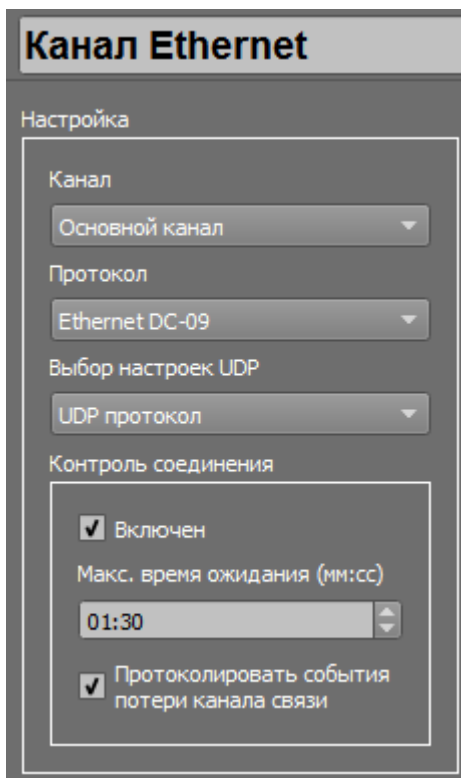 Канал Ethernet
Настройка
Канал
Основной канал
Протокол
Ethernet DC-09
Выбор настроек UDP
UDP протокол
Контроль соединения
Включен
Макс. время ожидания (мм:сс)
01:30
Протоколировать события
потери канала связи